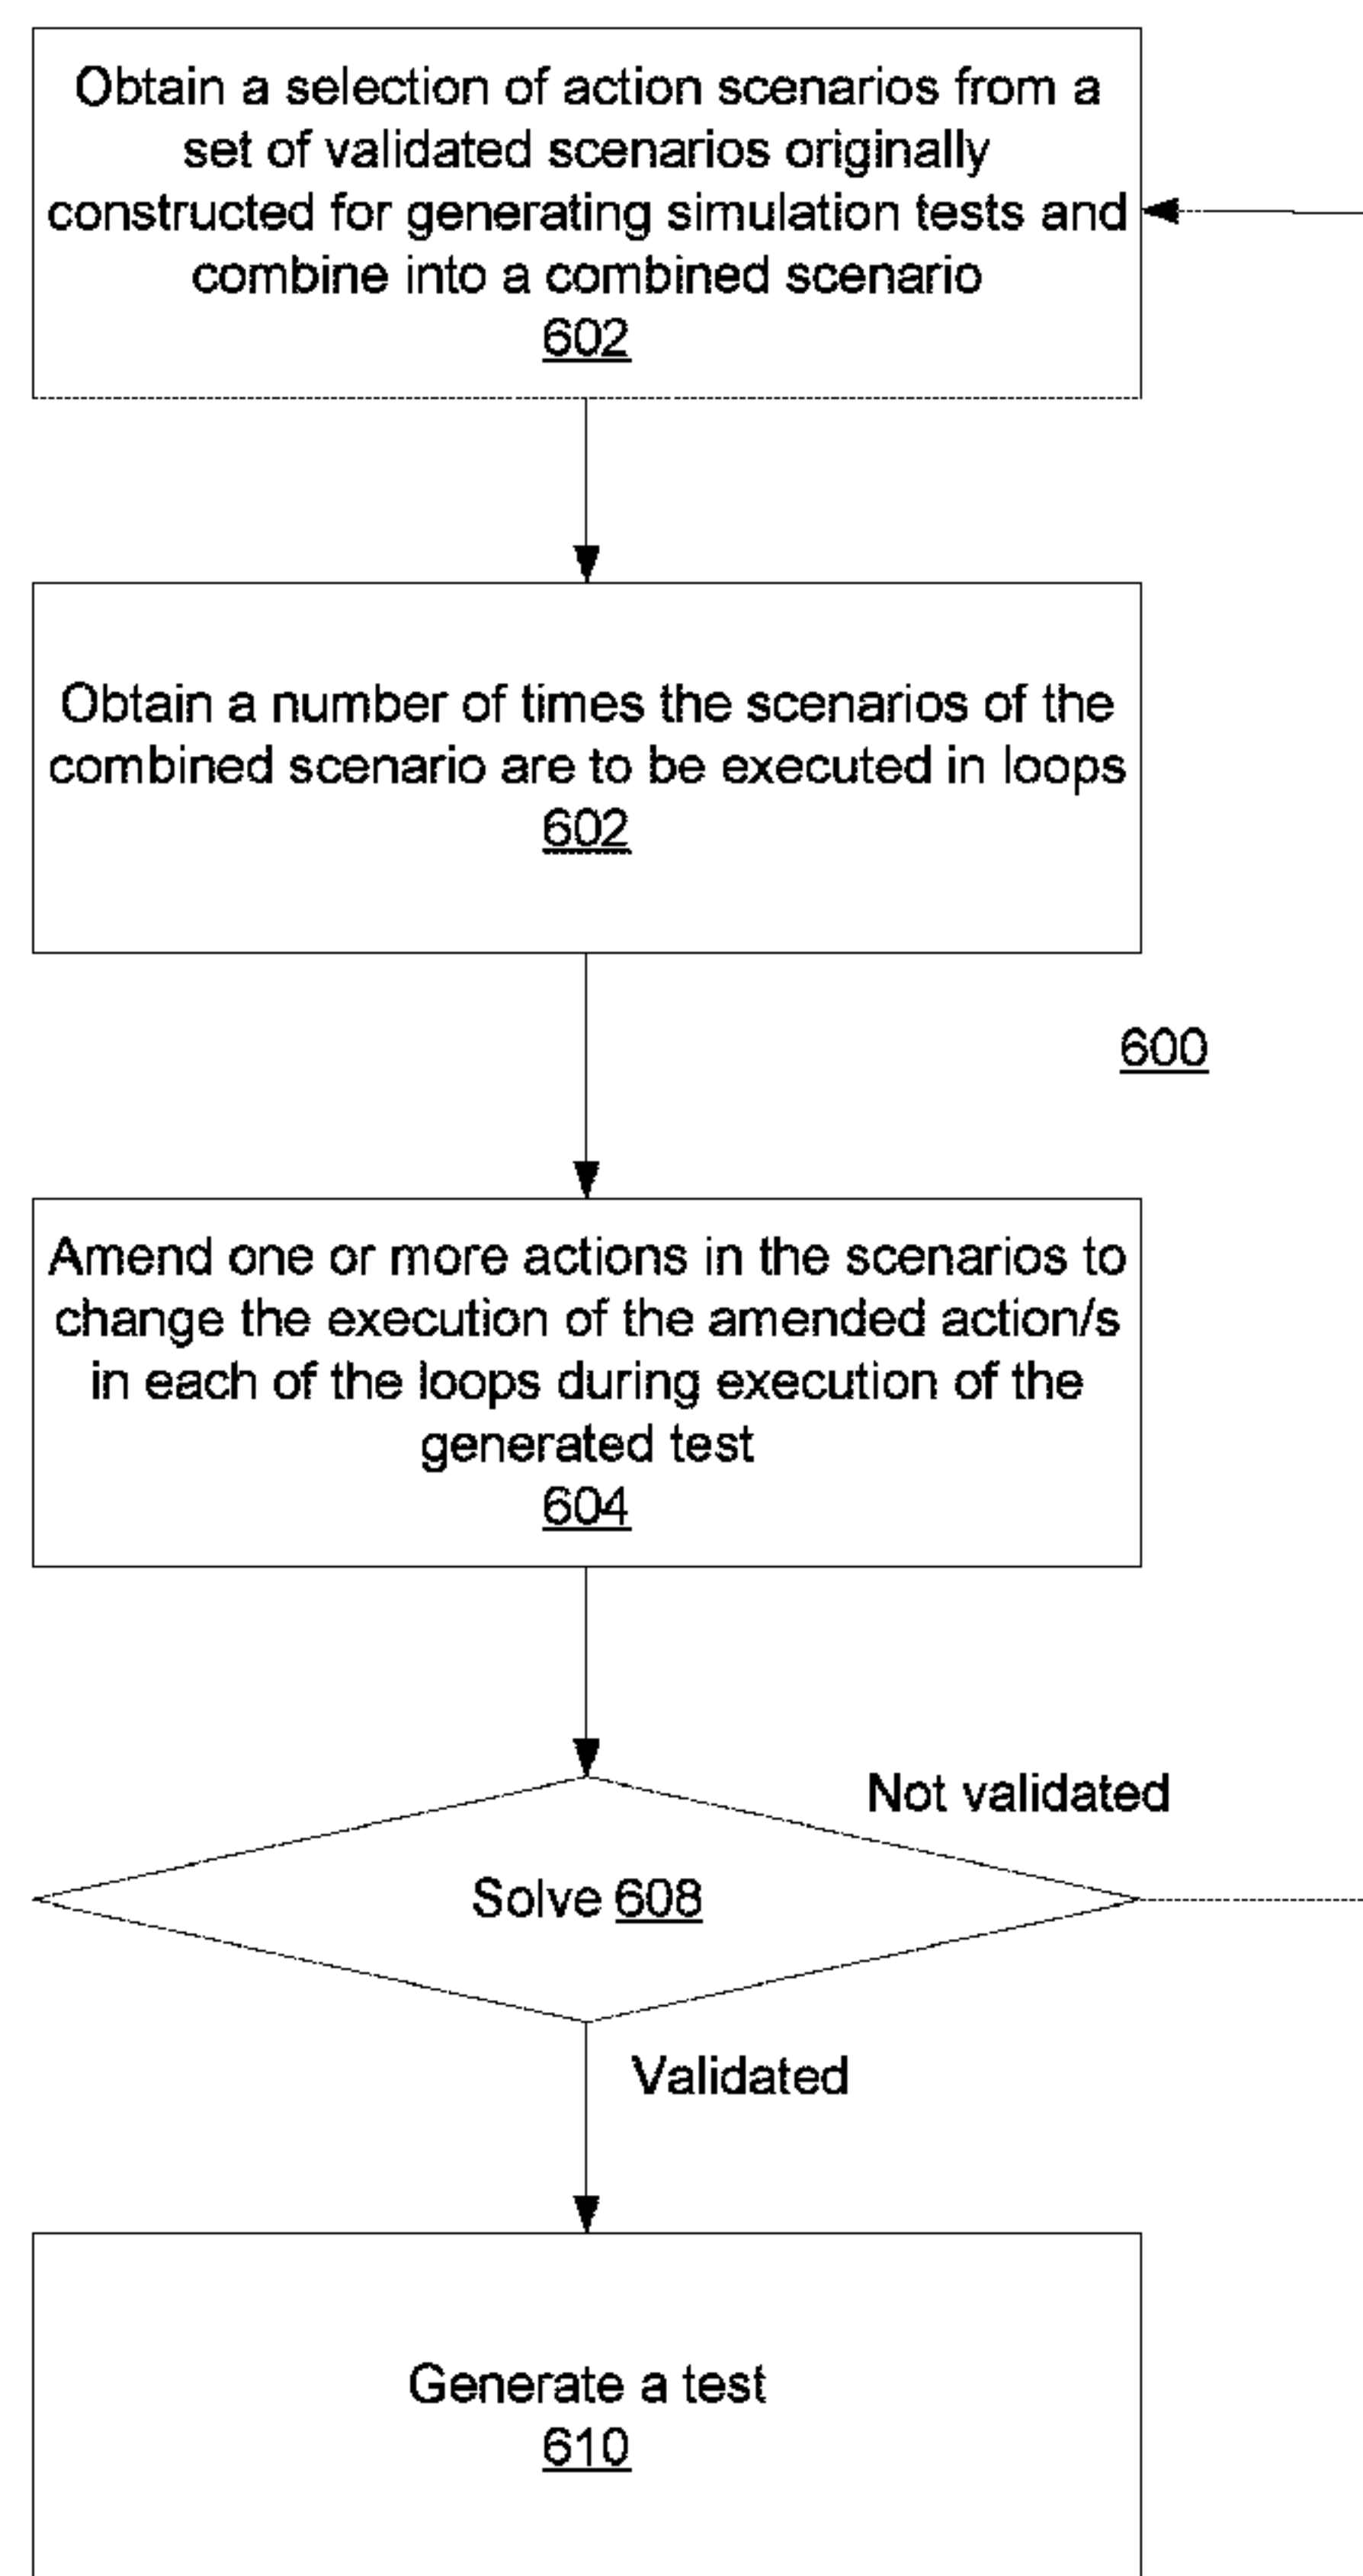 Obtain a selection of action scenarios from a
set of validated scenarios originally
constructed for generating simulation tests and
combine into a combined scenario
602
Obtain a number of times the scenarios of the
combined scenario are to be executed in loops
602
600
Amend one or more actions in the scenarios to
change the execution of the amended action/s
in each of the loops during execution of the
generated test
604
Not validated
Solve 608
Validated
Generate a test
610